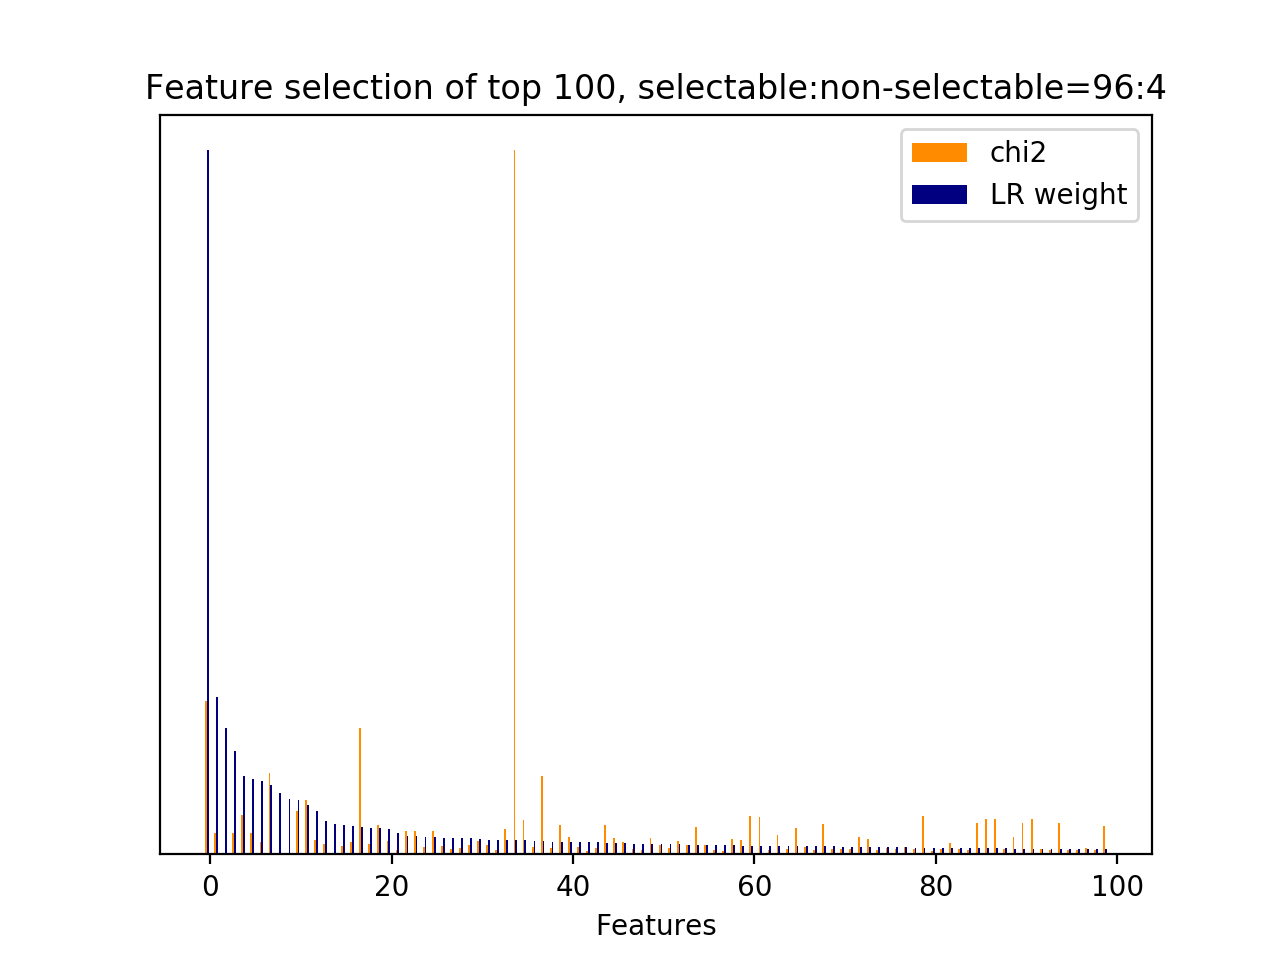 Feature selection of top 100, selectable:non-selectable=96:4
chi2
LR weight
0 20 40 60 80 100
Features